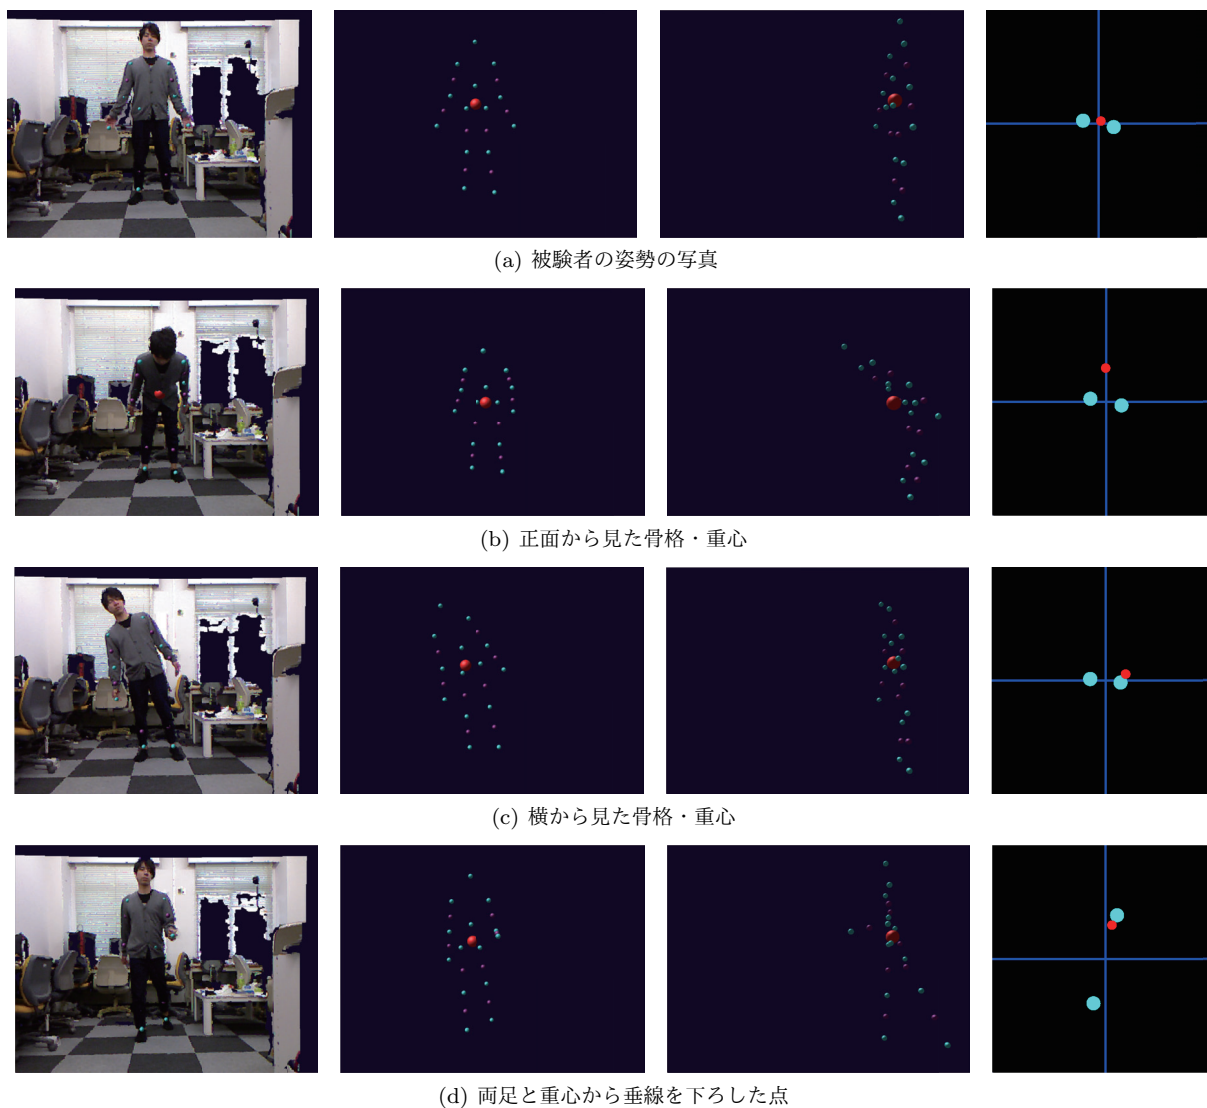 (a) 被験者の姿勢の写真
(b) 正面から見た骨格・重心
(c) 横から見た骨格・重心
(d) 両足と重心から垂線を下ろした点